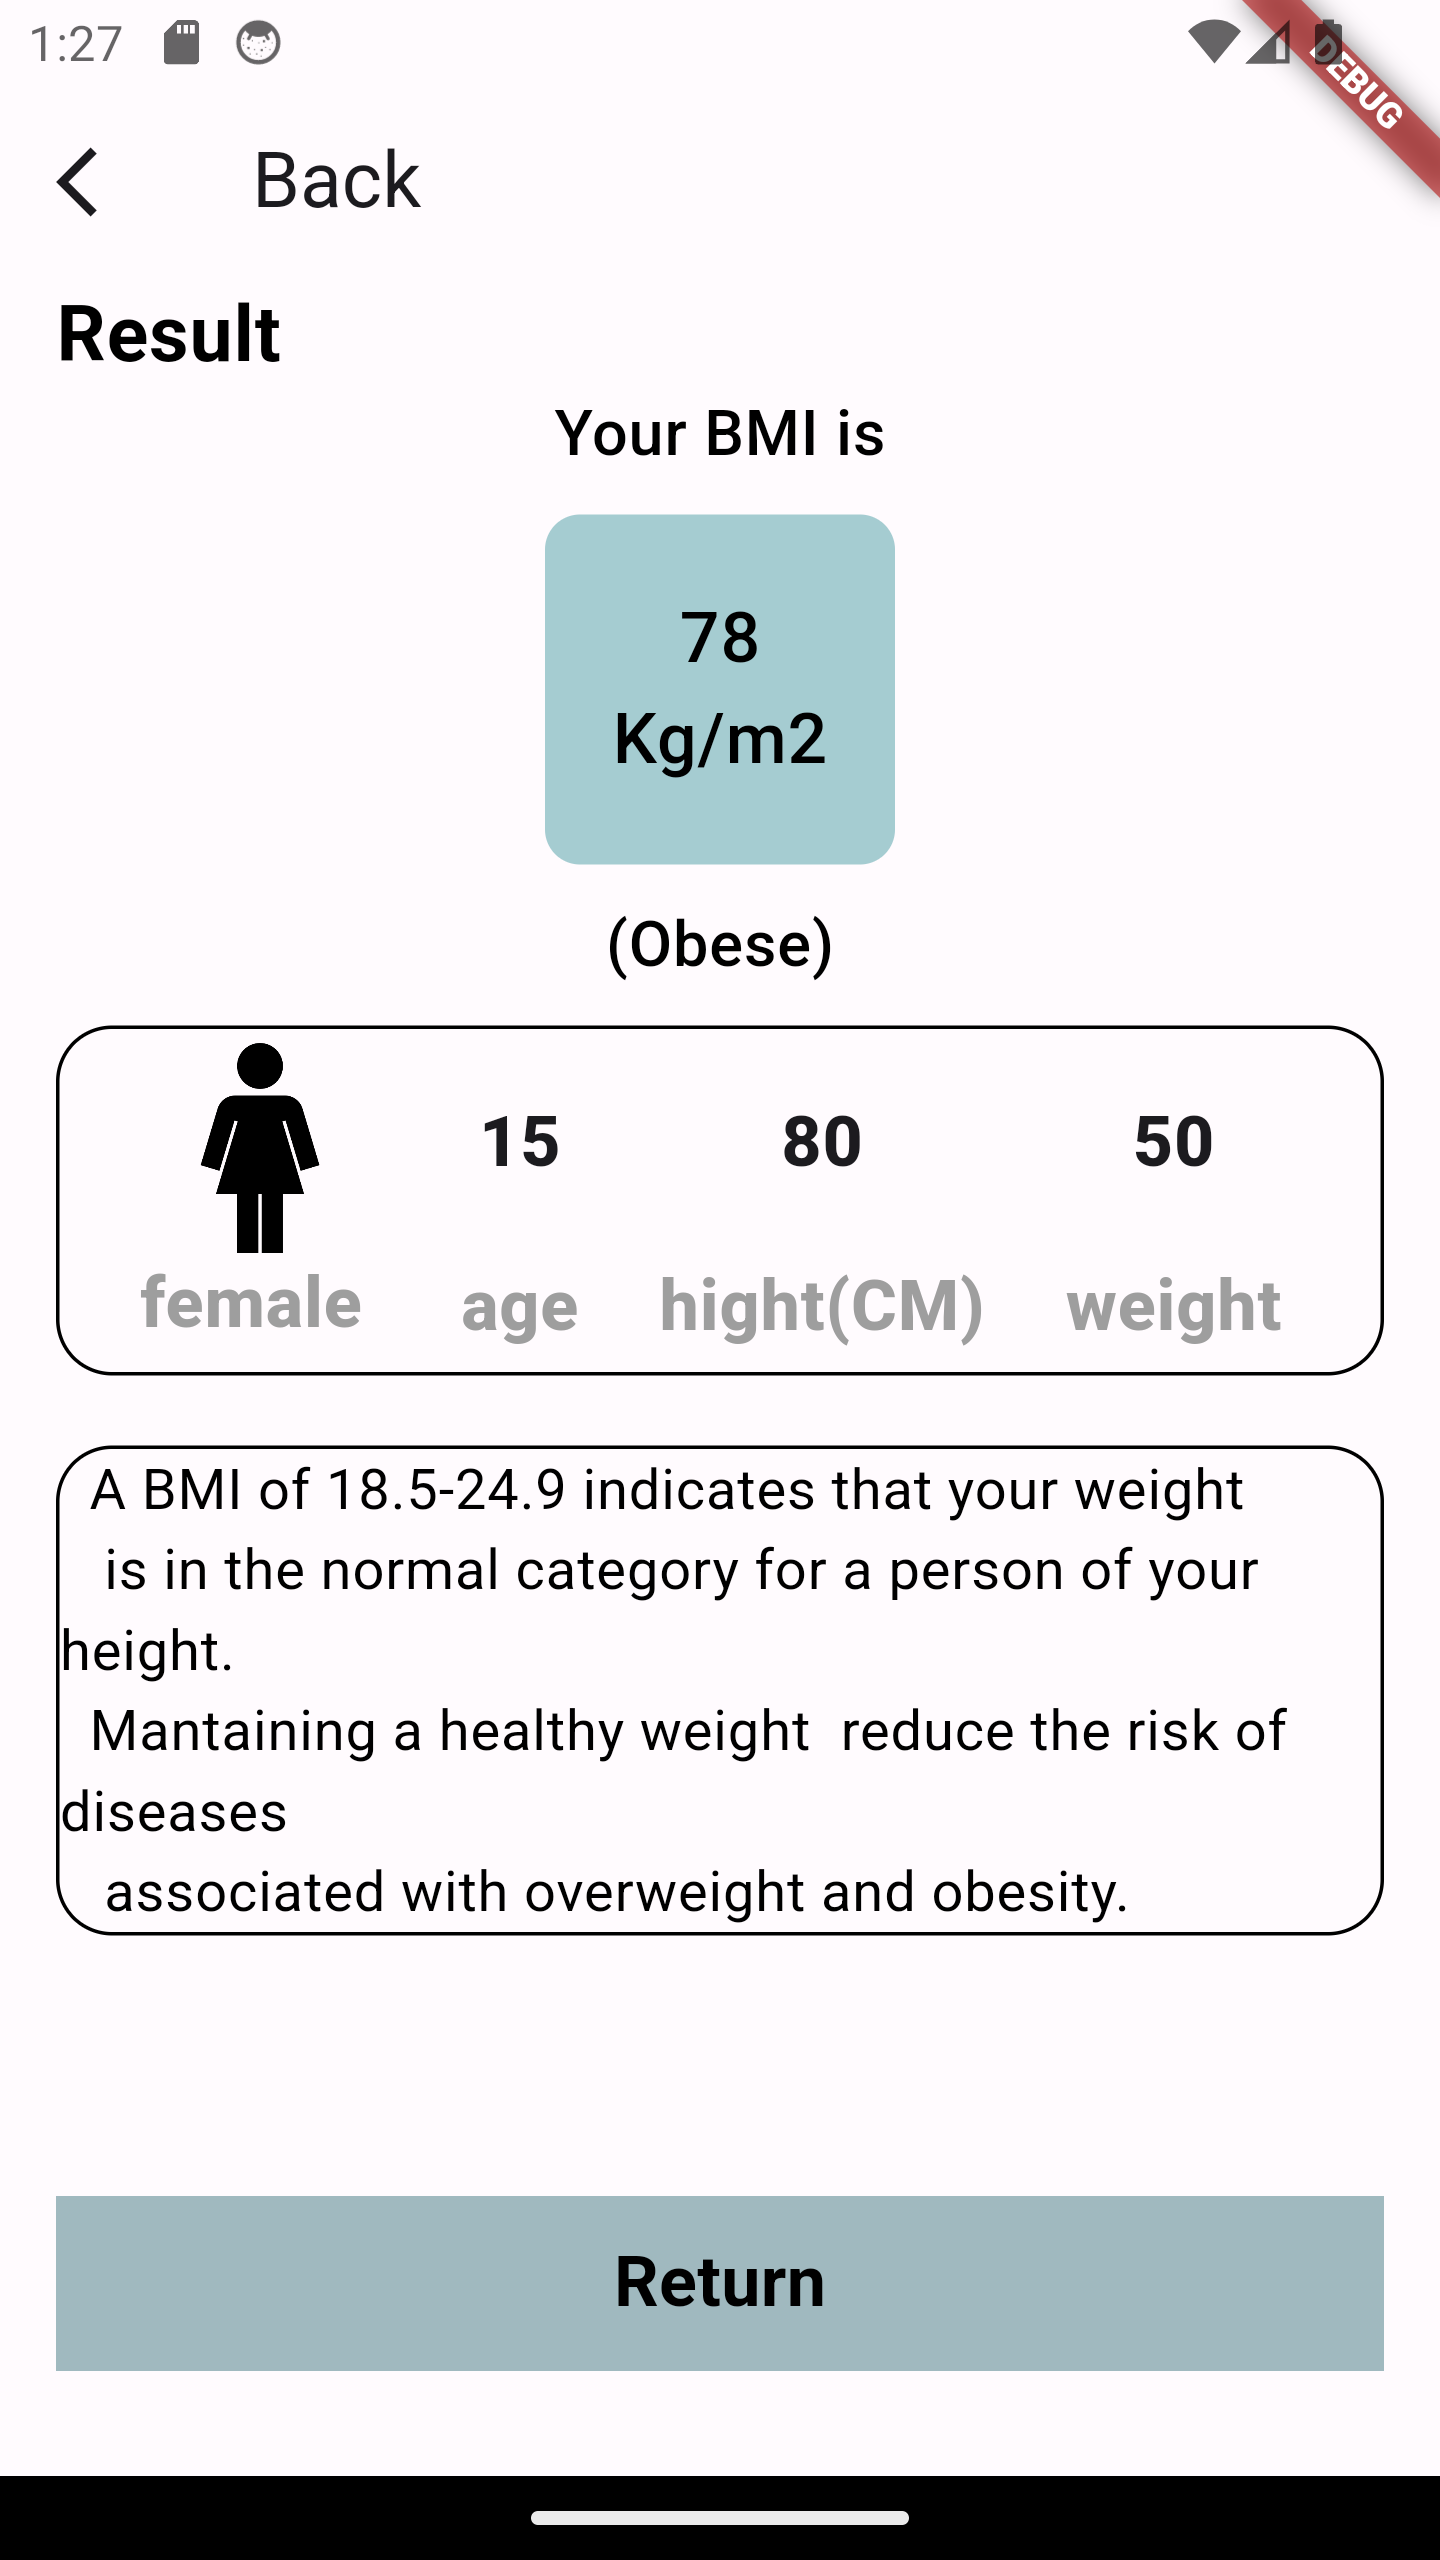 1:27
DEBUG
Back
Result
Your BMI is
78
Kg/m2
(Obese)
15 80 50
female age hight(CM) weight
A BMI of 18.5-24.9 indicates that your weight
is in the normal category for a person of your
height.
Mantaining a healthy weight  reduce the risk of
diseases
associated with overweight and obesity.
Return